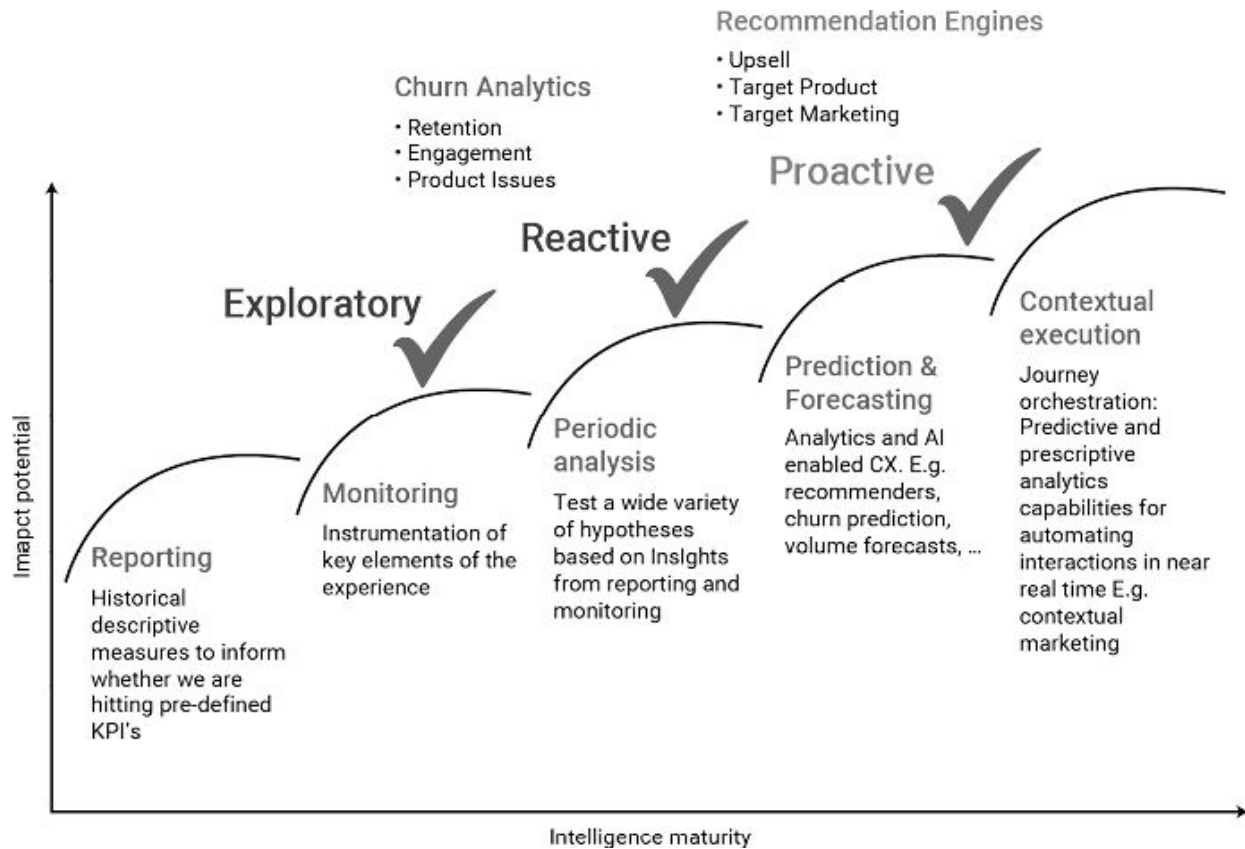 Recommendation Engines
• Upsell
• Target Product
• Target Marketing
Churn Analytics
• Retention
• Engagement
• Product Issues
Proactive
Reactive
Exploratory
Imapct potential
Reporting
Historical
descriptive
measures to inform
whether we are
hitting pre-defined
KPI's
Monitoring
Instrumentation of
key elements of the
experience
Periodic
analysis
Test a wide variety
of hypotheses
based on InsIghts
from reporting and
monitoring
Prediction &
Forecasting
Analytics and AI
enabled CX. E.g.
recommenders,
churn prediction,
volume forecasts, ...
Contextual
execution
Journey
orchestration:
Predictive and
prescriptive
analytics
capabilities for
automating
interactions in near
real time E.g.
contextual
marketing
Intelligence maturity